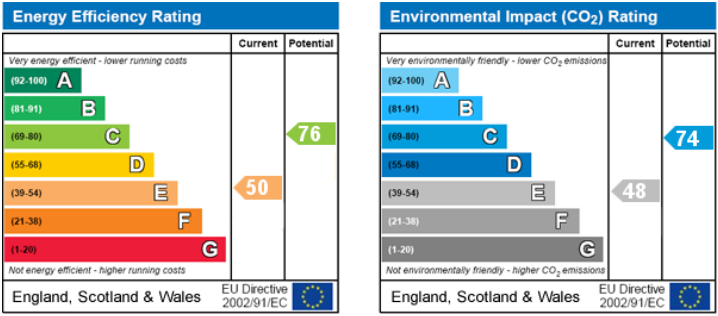 Energy Efficiency Rating
Current Potential
Very energy efficient - lower running costs
(92-100) A
(81-91) B
(69-80) C
76
(55-68) D
(39-54) E
50
(21-38) F
(1-20) G
Not energy efficient - higher running costs
England, Scotland & Wales
EU Directive
2002/91/EC
Environmental Impact (CO2) Rating
Current Potential
Very environmentally friendly - lower CO2 emissions
(92-100) A
(81-91) B
(69-80) C
74
(55-68) D
(39-54) E
48
(21-38) F
(1-20) G
Not environmentally friendly - higher CO2 emissions
England, Scotland & Wales
EU Directive
2002/91/EC